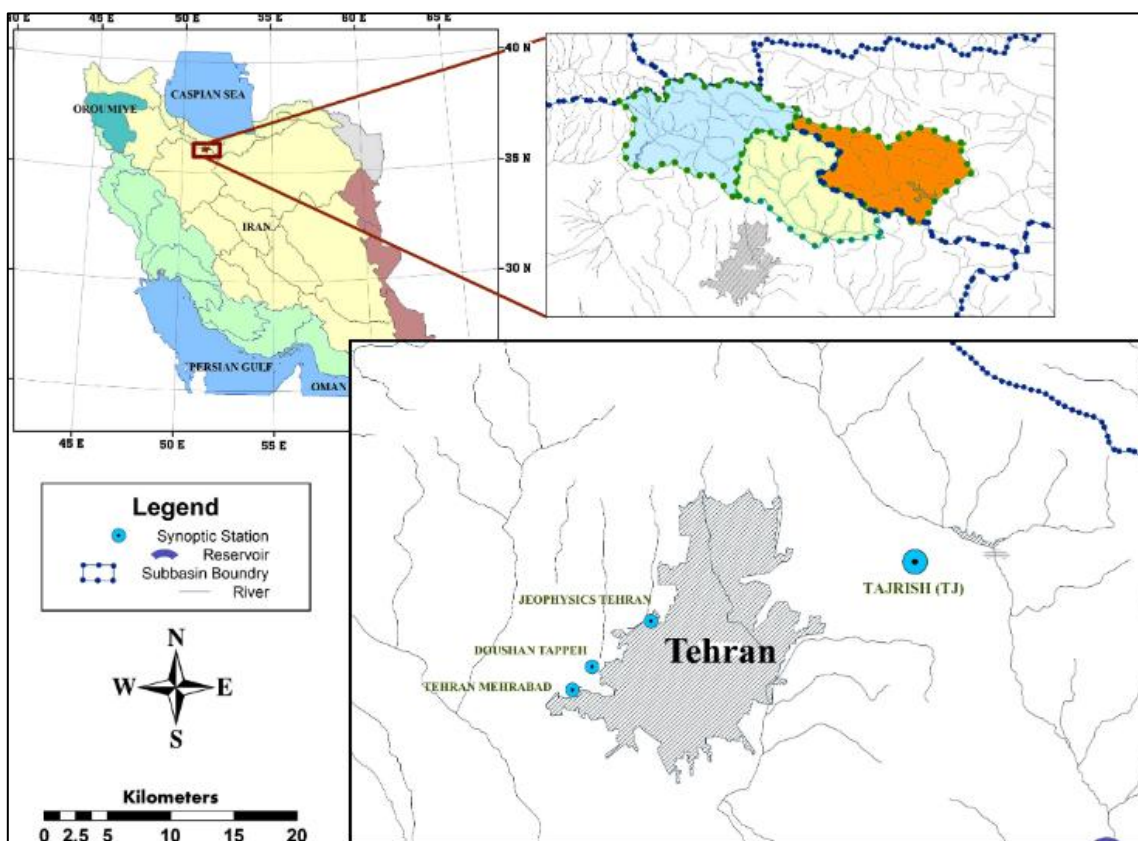 0 E
45 E
50 E
55 E
60 E
65 E
40 N
35 N
30 N
CASPIAN SEA
OROUMIYE
IRAN
PERSIAN GULF
OMAN
45 E
50 E
55 E
Legend
Synoptic Station
Reservoir
Subbasin Boundry
River
N
W E
S
Kilometers
0 2.5 5 10 15 20
TAJRISH (TJ)
JEOPHYSICS TEHRAN
Tehran
DOUSHAN TAPPEH
TEHRAN MEHRABAD